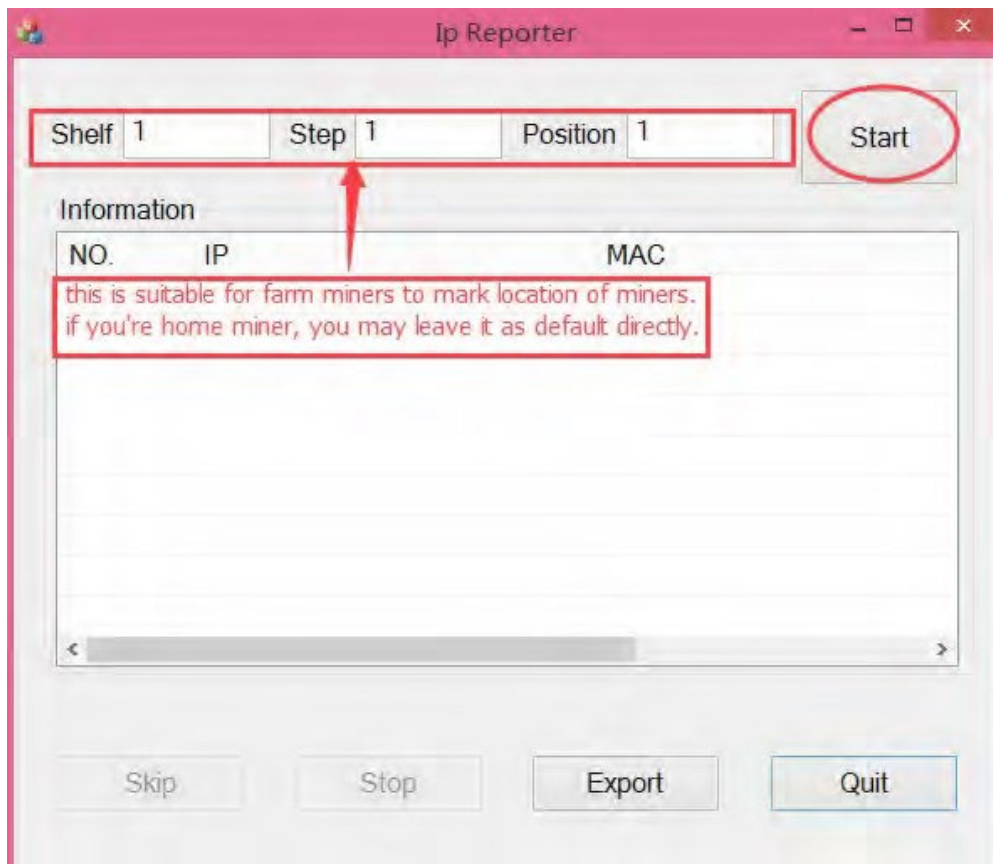 Ip Reporter
Shelf 1 Step 1 Position 1 Start
Information
NO. IP MAC
this is suitable for farm miners to mark location of miners.
if you're home miner, you may leave it as default directly.
Skip Stop Export Quit